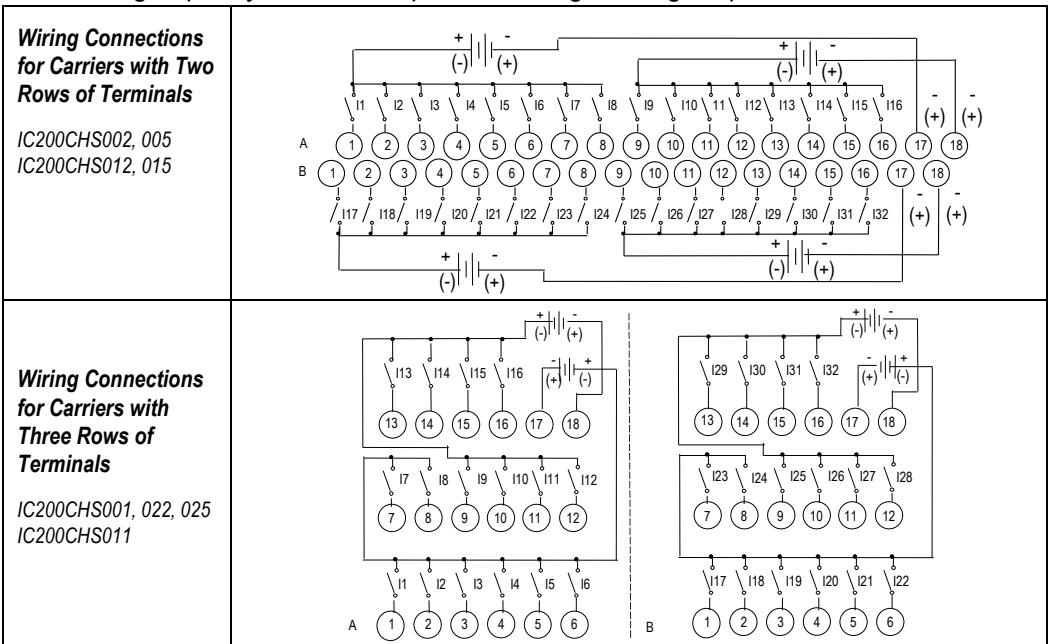 Wiring Connections
for Carriers with Two
Rows of Terminals
IC200CHS002, 005
IC200CHS012, 015
+ - + -
(-) (+) (-) (+)
I1 I2 I3 I4 I5 I6 I7 I8 I9 I10 I11 I12 I13 I14 I15 I16
- -
(+) (+)
A 1 2 3 4 5 6 7 8 9 10 11 12 13 14 15 16 17 18
B 1 2 3 4 5 6 7 8 9 10 11 12 13 14 15 16 17 18
I17 I18 I19 I20 I21 I22 I23 I24 I25 I26 I27 I28 I29 I30 I31 I32
- -
(+) (+)
+ - + -
(-) (+) (-) (+)
Wiring Connections
for Carriers with
Three Rows of
Terminals
IC200CHS001, 022, 025
IC200CHS011
+ -
(-) (+)
I13 I14 I15 I16
- +
(+) (-)
13 14 15 16 17 18
I7 I8 I9 I10 I11 I12
7 8 9 10 11 12
I1 I2 I3 I4 I5 I6
A 1 2 3 4 5 6
+ -
(-) (+)
I29 I30 I31 I32
- +
(+) (-)
13 14 15 16 17 18
I23 I24 I25 I26 I27 I28
7 8 9 10 11 12
I17 I18 I19 I20 I21 I22
B 1 2 3 4 5 6